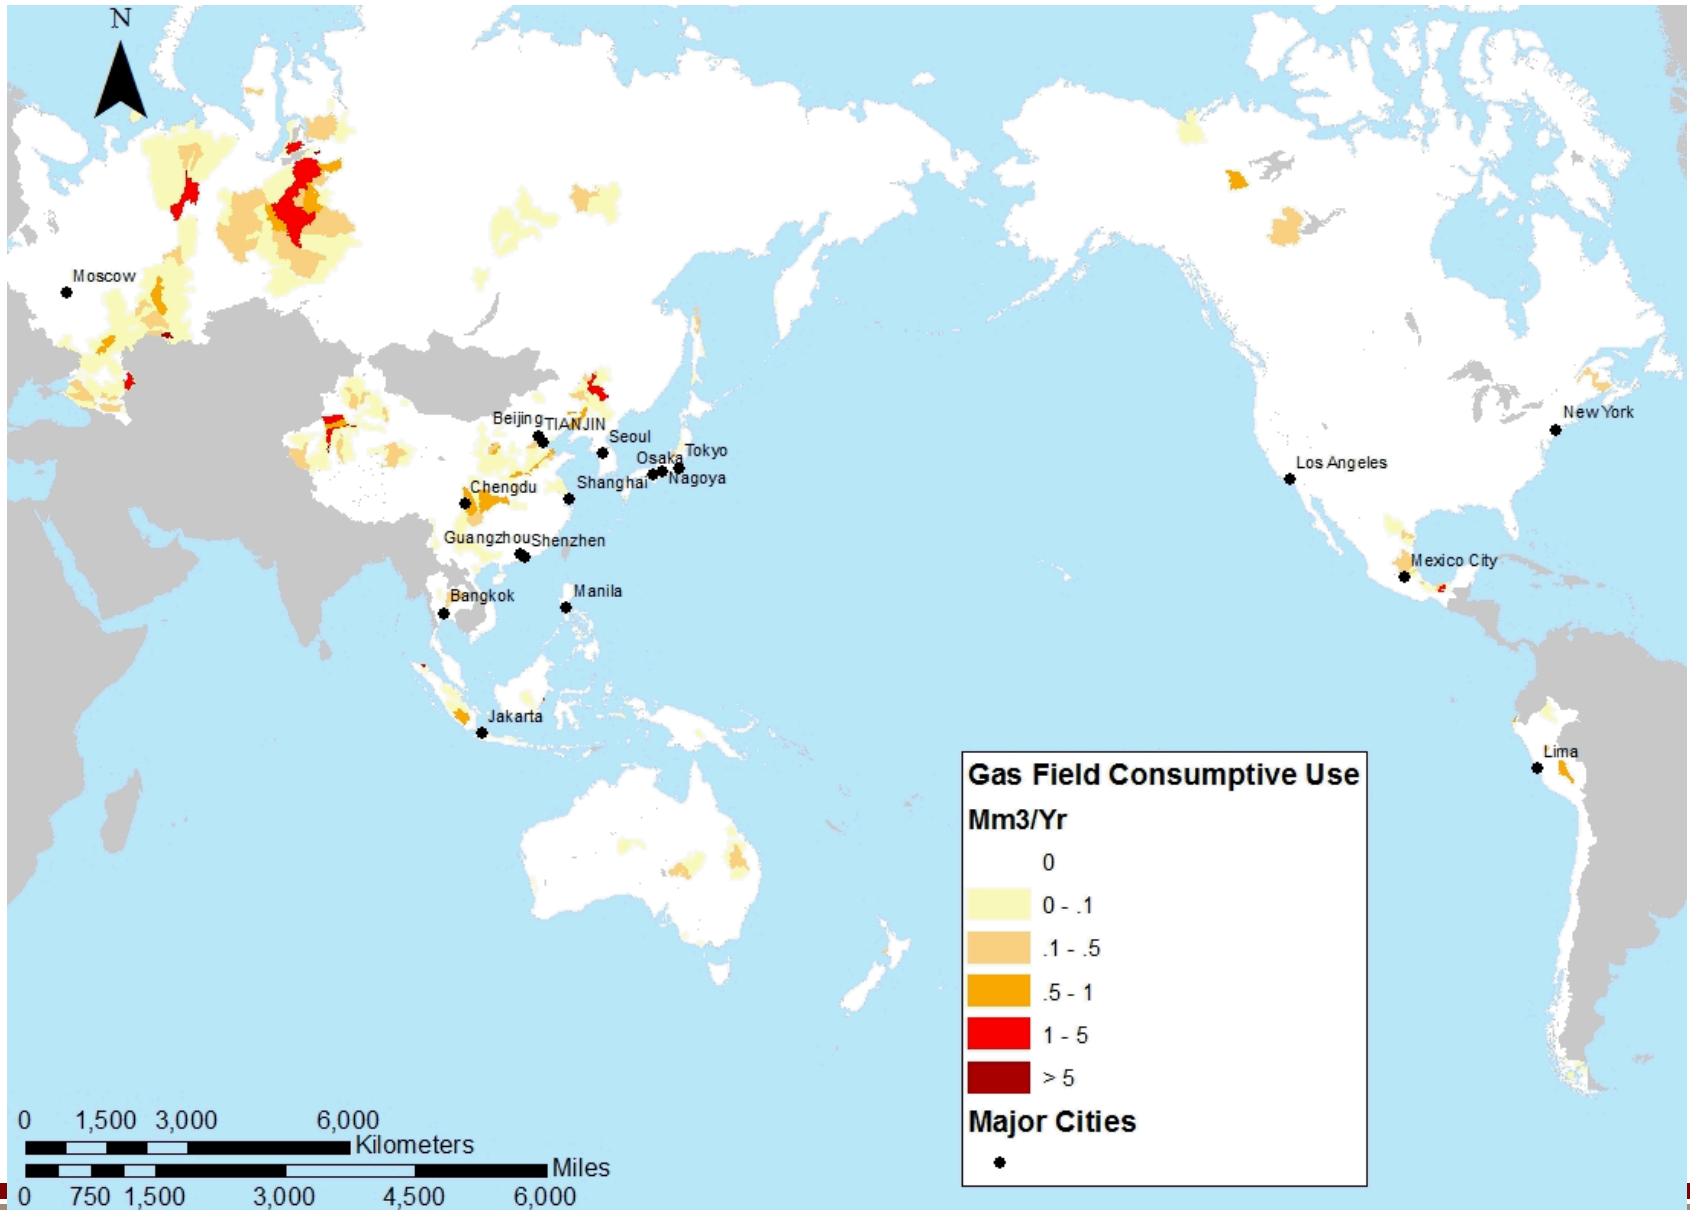 N
Moscow
Beijing
TIANJIN
Seoul
Tokyo
Osaka
Nagoya
Chengdu
Shanghai
Guangzhou
Shenzhen
Bangkok
Manila
Jakarta
New York
Los Angeles
Mexico City
Lima
Gas Field Consumptive Use
Mm3/Yr
0
0 - .1
.1 - .5
.5 - 1
1 - 5
> 5
Major Cities
0 1,500 3,000 6,000
Kilometers
Miles
0 750 1,500 3,000 4,500 6,000